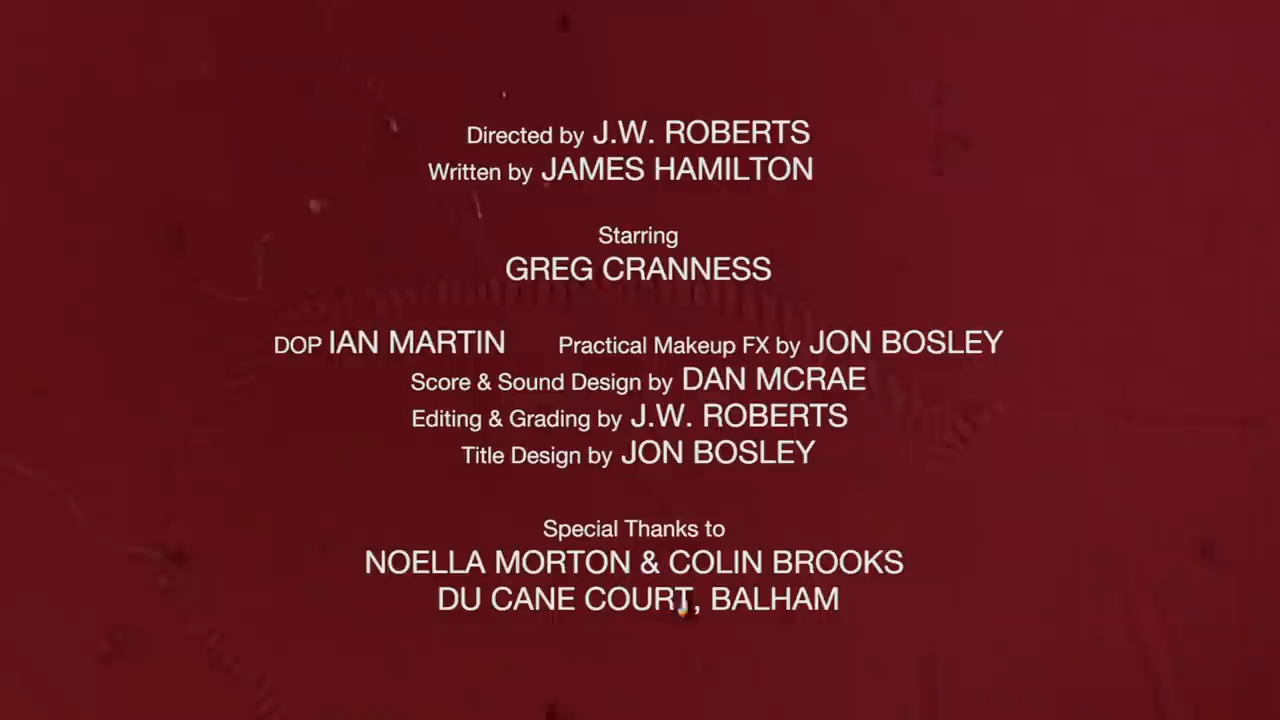 Directed by J.W. ROBERTS
Written by JAMES HAMILTON
Starring
GREG CRANNESS
DOP IAN MARTIN Practical Makeup FX by JON BOSLEY
Score & Sound Design by DAN MCRAE
Editing & Grading by J.W. ROBERTS
Title Design by JON BOSLEY
Special Thanks to
NOELLA MORTON & COLIN BROOKS
DU CANE COURT, BALHAM